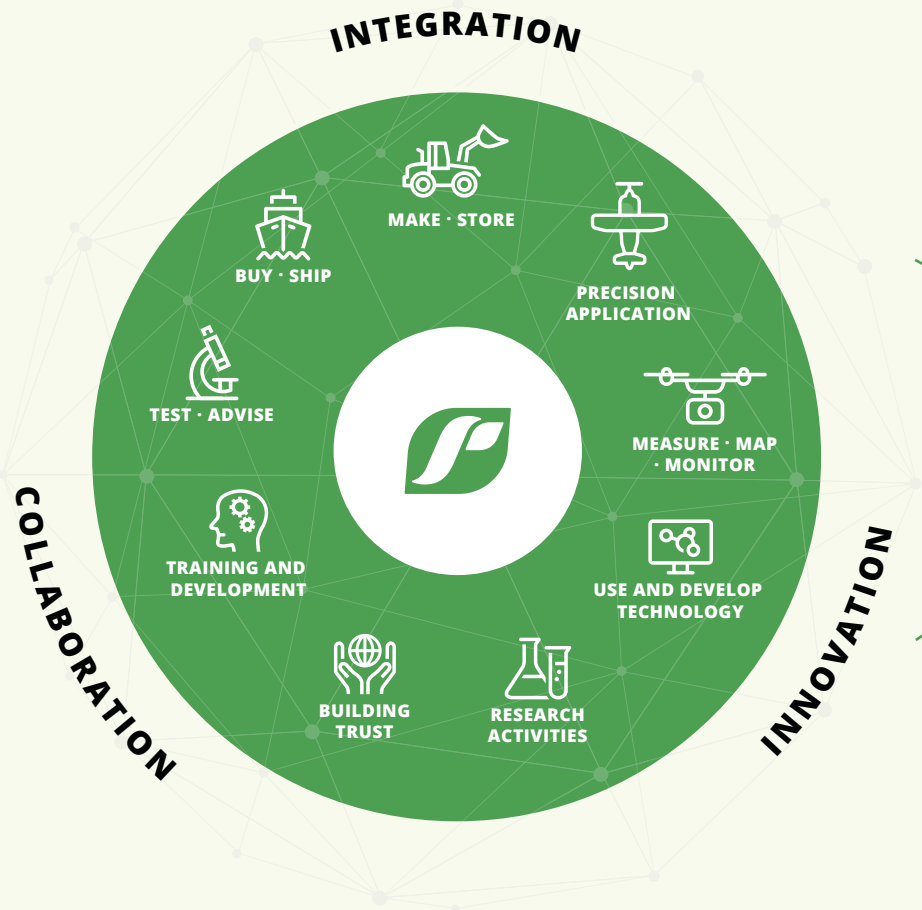 INTEGRATION
MAKE · STORE
BUY · SHIP
PRECISION
APPLICATION
TEST · ADVISE
MEASURE · MAP
· MONITOR
TRAINING AND
DEVELOPMENT
USE AND DEVELOP
TECHNOLOGY
BUILDING
TRUST
RESEARCH
ACTIVITIES
COLLABORATION
INNOVATION